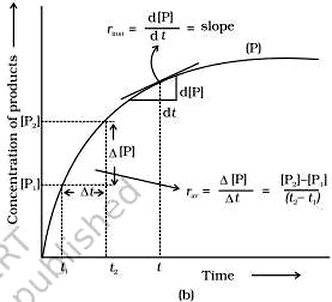 r_inst = d[P]/dt = slope
(P)
d[P]
dt
[P₂]
Δ[P]
[P₁]
Δt
r_av = Δ[P]/Δt = [P₂]–[P₁]/(t₂– t₁)
Concentration of products
t₁ t₂ t Time
(b)
published